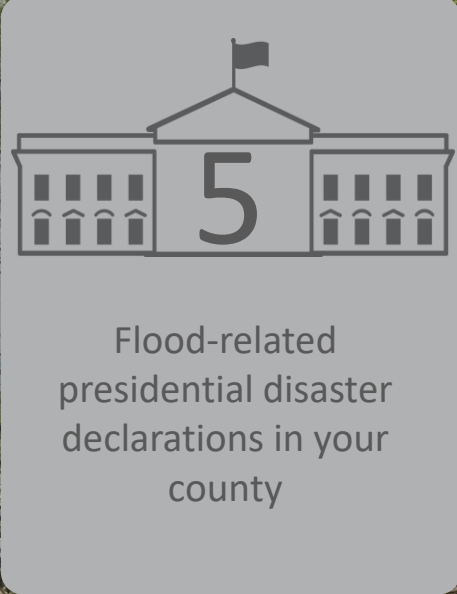 5
Flood-related
presidential disaster
declarations in your
county